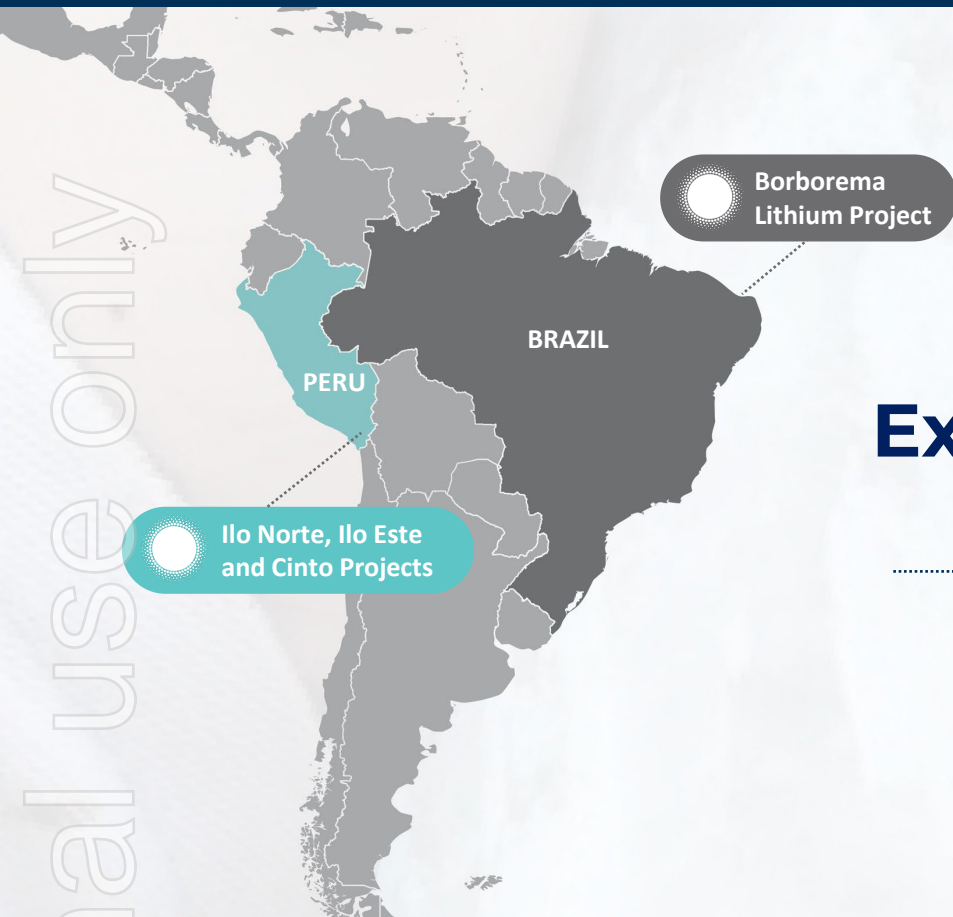 Borborema
Lithium Project
BRAZIL
PERU
Ex
Ilo Norte, Ilo Este
and Cinto Projects
nal use only